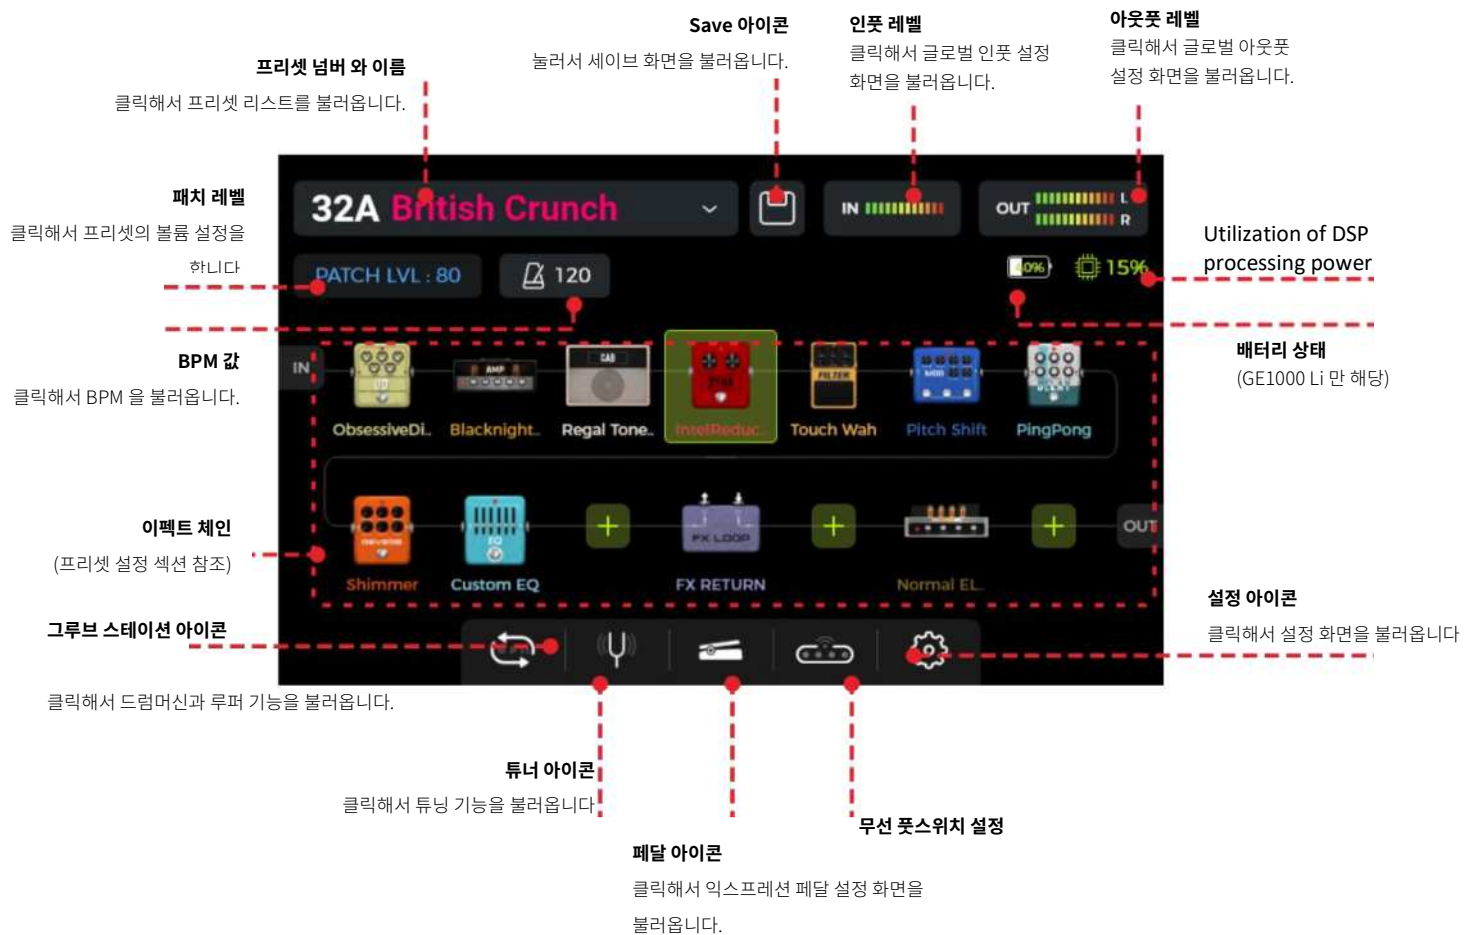 Save 아이콘
눌러서 세이브 화면을 불러옵니다.
인풋 레벨
클릭해서 글로벌 인풋 설정
화면을 불러옵니다.
아웃풋 레벨
클릭해서 글로벌 아웃풋
설정 화면을 불러옵니다.
프리셋 넘버 와 이름
클릭해서 프리셋 리스트를 불러옵니다.
패치 레벨
클릭해서 프리셋의 볼륨 설정을
합니다
32A British Crunch
IN
OUT
L
R
PATCH LVL : 80
120
40%
15%
Utilization of DSP
processing power
BPM 값
클릭해서 BPM 을 불러옵니다.
배터리 상태
(GE1000 Li 만 해당)
IN
AMP
CAB
FILTER
MOD
DELAY
ObsessiveDi..
Blacknight..
Regal Tone..
IntelReduc..
Touch Wah
Pitch Shift
PingPong
REVERB
EQ
FX LOOP
OUT
Shimmer
Custom EQ
FX RETURN
Normal EL..
이펙트 체인
(프리셋 설정 섹션 참조)
그루브 스테이션 아이콘
클릭해서 드럼머신과 루퍼 기능을 불러옵니다.
설정 아이콘
클릭해서 설정 화면을 불러옵니다
튜너 아이콘
클릭해서 튜닝 기능을 불러옵니다
무선 풋스위치 설정
페달 아이콘
클릭해서 익스프레션 페달 설정 화면을
불러옵니다.